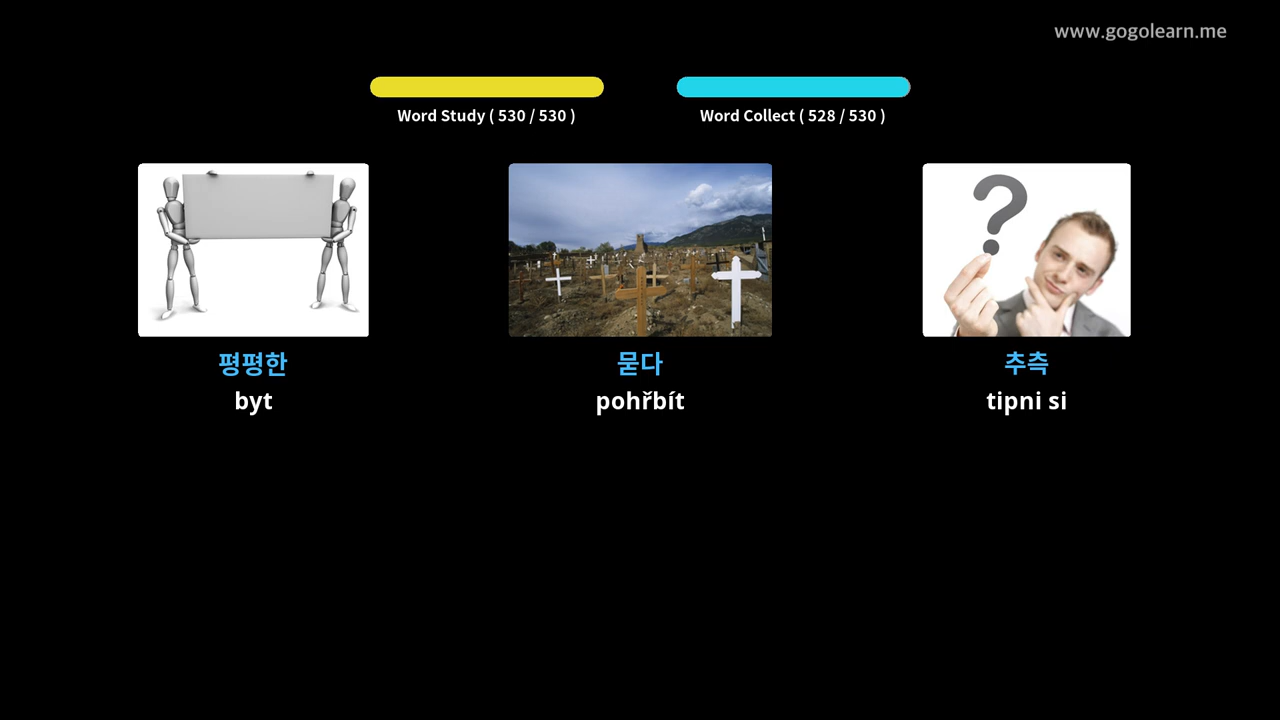 www.gogolearn.me
Word Study ( 530 / 530 )
Word Collect ( 528 / 530 )
평평한
묻다
추측
byt
pohřbít
tipni si